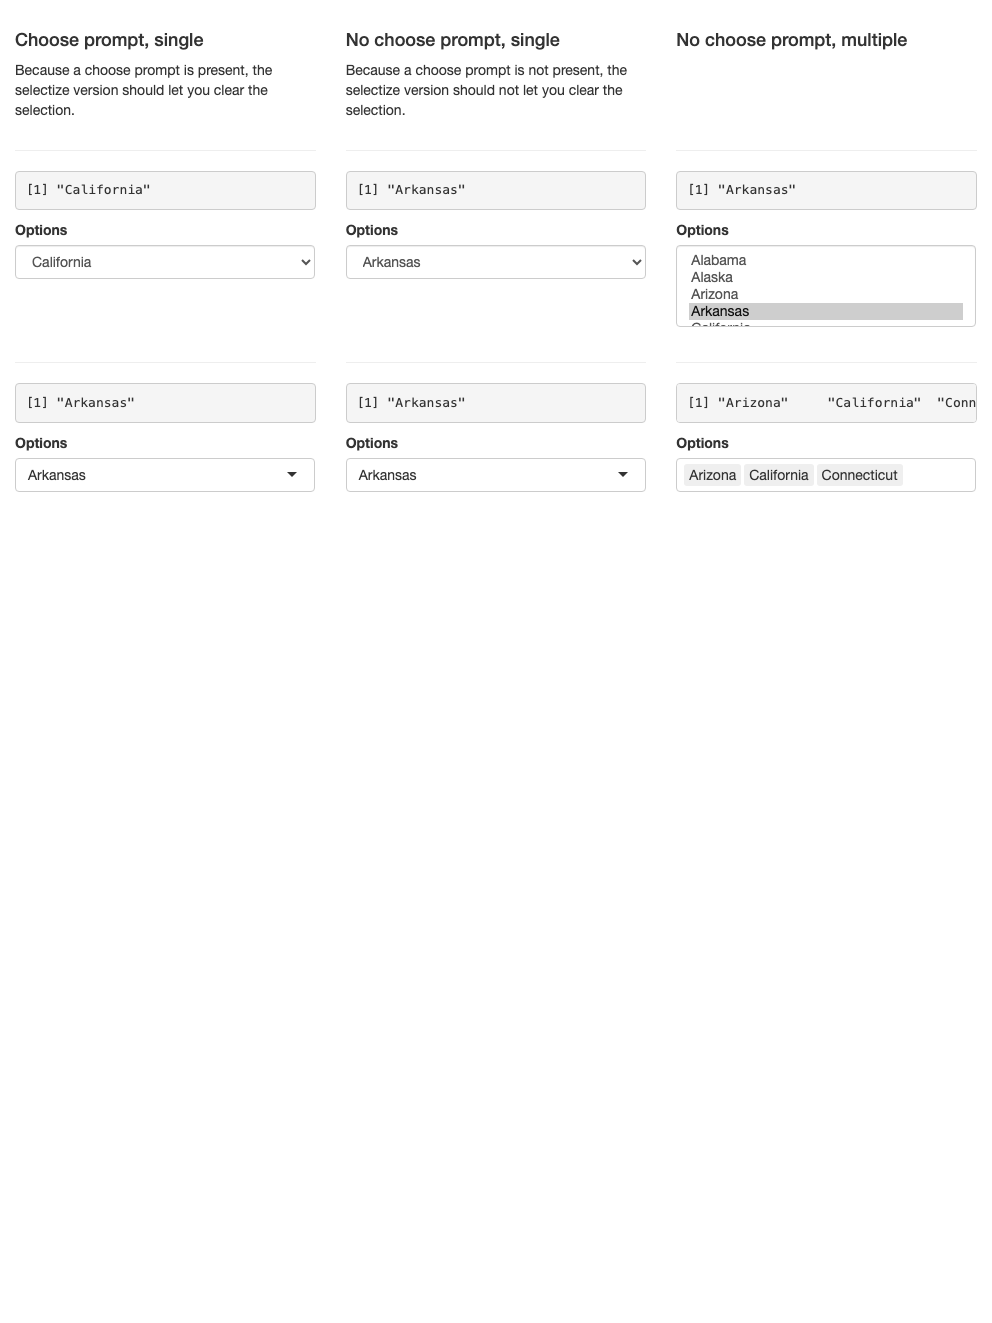 Choose prompt, single
Because a choose prompt is present, the
selectize version should let you clear the
selection.
[1] "California"
Options
California
[1] "Arkansas"
Options
Arkansas
No choose prompt, single
Because a choose prompt is not present, the
selectize version should not let you clear the
selection.
[1] "Arkansas"
Options
Arkansas
[1] "Arkansas"
Options
Arkansas
No choose prompt, multiple
[1] "Arkansas"
Options
Alabama
Alaska
Arizona
Arkansas
California
[1] "Arizona"     "California"  "Conn
Options
Arizona California Connecticut